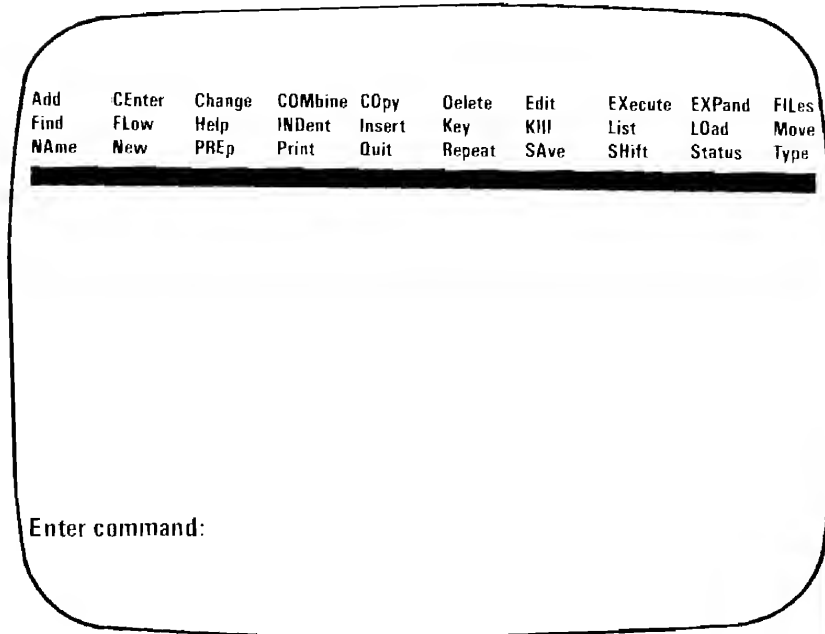 Add CEnter Change COMbine COpy Delete Edit EXecute EXPand FILes
Find FLow Help INDent Insert Key KIll List LOad Move
NAme New PREp Print Quit Repeat SAve SHift Status Type
Enter command: